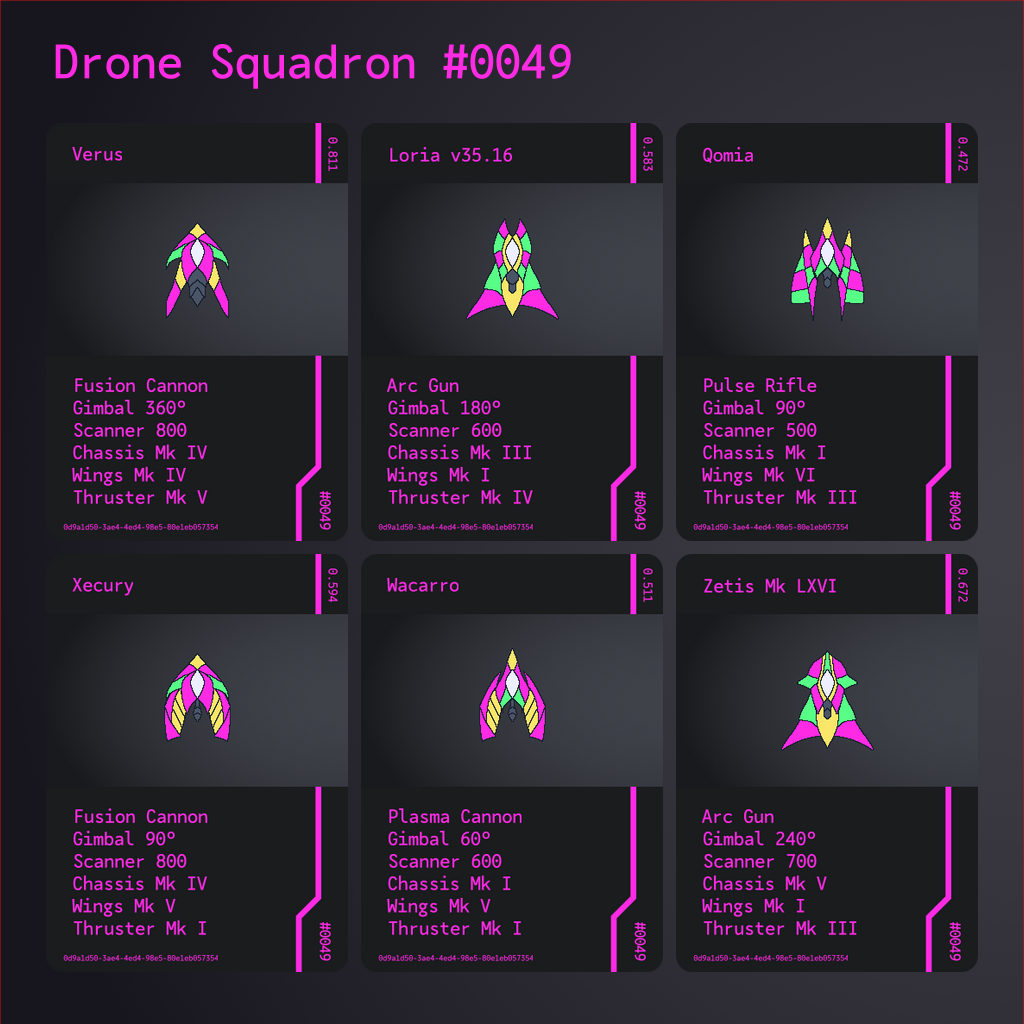 Drone Squadron #0049
Verus
0.811
Fusion Cannon
Gimbal 360º
Scanner 800
Chassis Mk IV
Wings Mk IV
Thruster Mk V
#0049
0d9a1d50-3ae4-4ed4-98e5-80e1eb057354
Loria v35.16
0.583
Arc Gun
Gimbal 180º
Scanner 600
Chassis Mk III
Wings Mk I
Thruster Mk IV
#0049
0d9a1d50-3ae4-4ed4-98e5-80e1eb057354
Qomia
0.472
Pulse Rifle
Gimbal 90º
Scanner 500
Chassis Mk I
Wings Mk VI
Thruster Mk III
#0049
0d9a1d50-3ae4-4ed4-98e5-80e1eb057354
Xecury
0.594
Fusion Cannon
Gimbal 90º
Scanner 800
Chassis Mk IV
Wings Mk V
Thruster Mk I
#0049
0d9a1d50-3ae4-4ed4-98e5-80e1eb057354
Wacarro
0.511
Plasma Cannon
Gimbal 60º
Scanner 600
Chassis Mk I
Wings Mk V
Thruster Mk I
#0049
0d9a1d50-3ae4-4ed4-98e5-80e1eb057354
Zetis Mk LXVI
0.672
Arc Gun
Gimbal 240º
Scanner 700
Chassis Mk V
Wings Mk I
Thruster Mk III
#0049
0d9a1d50-3ae4-4ed4-98e5-80e1eb057354